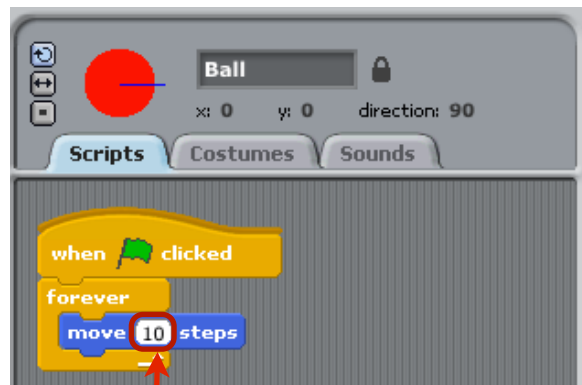 Ball
x: 0 y: 0 direction: 90
Scripts Costumes Sounds
when clicked
forever
move 10 steps